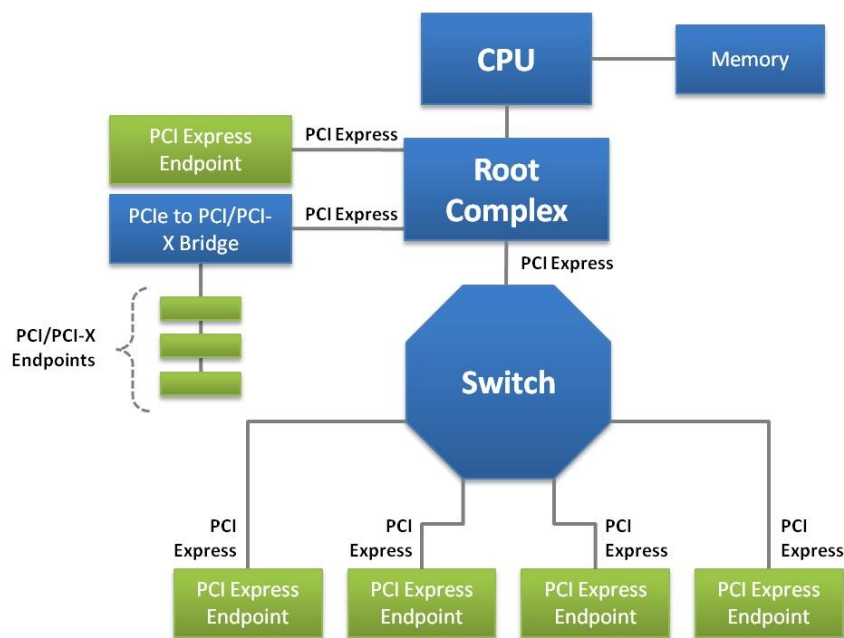 CPU
Memory
PCI Express
Endpoint
PCI Express
Root
Complex
PCIe to PCI/PCI-
X Bridge
PCI Express
PCI Express
PCI/PCI-X
Endpoints
Switch
PCI
Express
PCI
Express
PCI
Express
PCI
Express
PCI Express
Endpoint
PCI Express
Endpoint
PCI Express
Endpoint
PCI Express
Endpoint